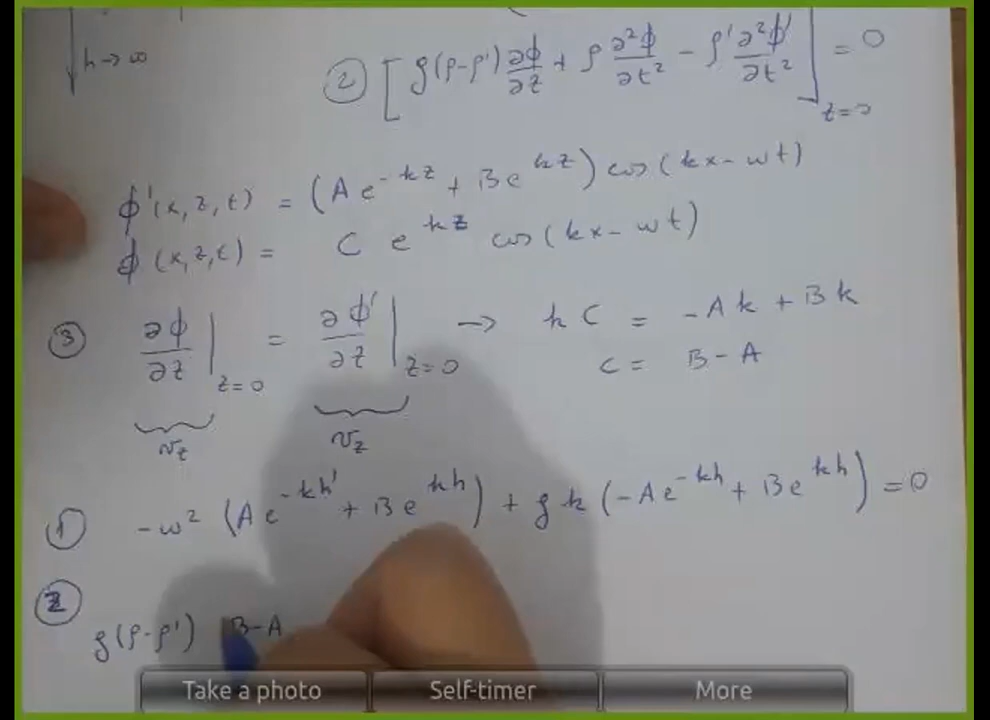 h → ∞
② [ g(ρ-ρ') ∂ϕ/∂z + ρ ∂²ϕ/∂t² - ρ' ∂²ϕ'/∂t² ]z=0 = 0
ϕ'(x,z,t) = (A e^-kz + B e^kz) cos(kx-wt)
ϕ(x,z,t) = C e^kz cos(kx-wt)
③ ∂ϕ/∂z |z=0 = ∂ϕ'/∂z |z=0 → kC = -Ak + Bk
C = B-A
vz vz
① -w² (A e^-kh' + B e^kh) + gk (-A e^-kh + B e^kh) = 0
② g(ρ-ρ') B-A
Take a photo Self-timer More